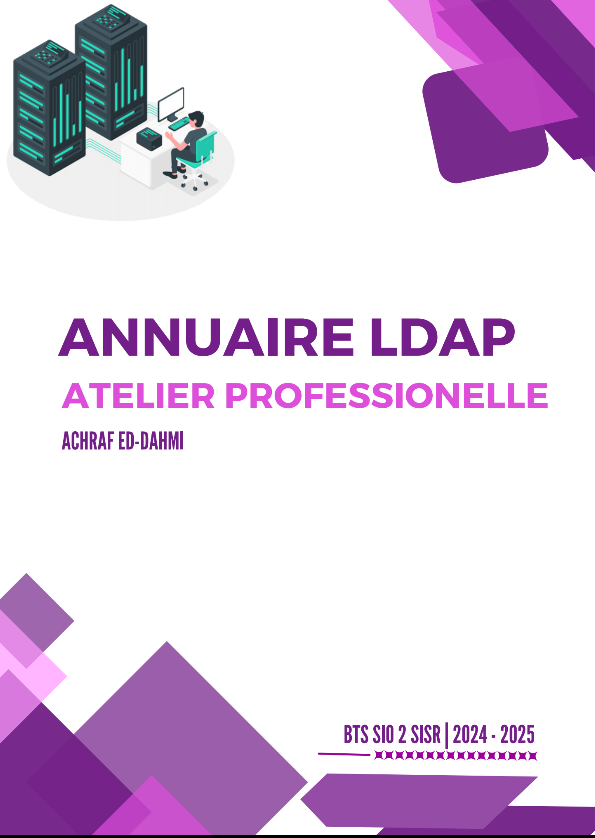 ANNUAIRE LDAP
ATELIER PROFESSIONELLE
ACHRAF ED-DAHMI
BTS SIO 2 SISR | 2024 - 2025